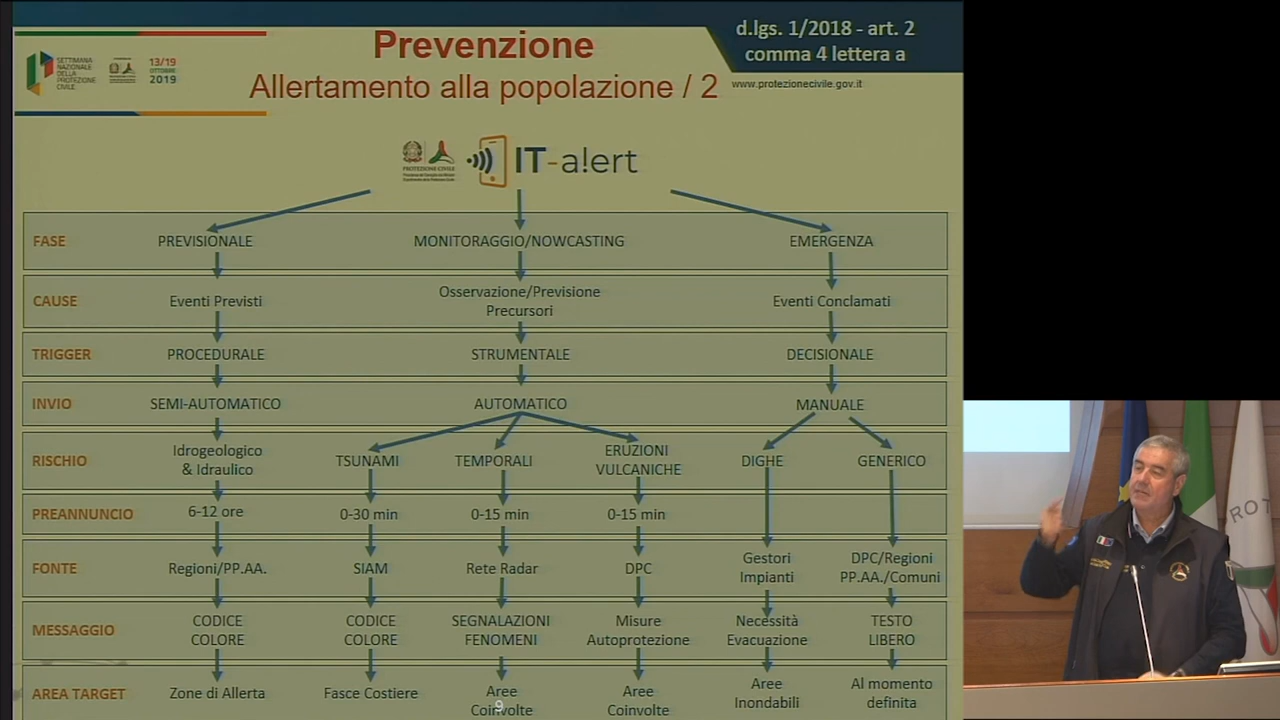 Prevenzione
Allertamento alla popolazione / 2
d.lgs. 1/2018 - art. 2
comma 4 lettera a
www.protezionecivile.gov.it
SETTIMANA
NAZIONALE
DELLA
PROTEZIONE
CIVILE
13/19
OTTOBRE
2019
PROTEZIONE CIVILE
IT-a!ert
FASE PREVISIONALE MONITORAGGIO/NOWCASTING EMERGENZA
CAUSE Eventi Previsti Osservazione/Previsione
Precursori Eventi Conclamati
TRIGGER PROCEDURALE STRUMENTALE DECISIONALE
INVIO SEMI-AUTOMATICO AUTOMATICO MANUALE
RISCHIO Idrogeologico
& Idraulico TSUNAMI TEMPORALI ERUZIONI
VULCANICHE DIGHE GENERICO
PREANNUNCIO 6-12 ore 0-30 min 0-15 min 0-15 min
FONTE Regioni/PP.AA. SIAM Rete Radar DPC Gestori
Impianti DPC/Regioni
PP.AA./Comuni
MESSAGGIO CODICE
COLORE CODICE
COLORE SEGNALAZIONI
FENOMENI Misure
Autoprotezione Necessità
Evacuazione TESTO
LIBERO
AREA TARGET Zone di Allerta Fasce Costiere Aree
Coinvolte Aree
Coinvolte Aree
Inondabili Al momento
definita
9
ROT